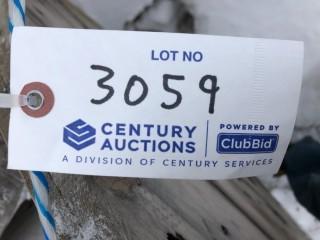 LOT NO
3059
CENTURY
AUCTIONS
POWERED BY
ClubBid
A DIVISION OF CENTURY SERVICES